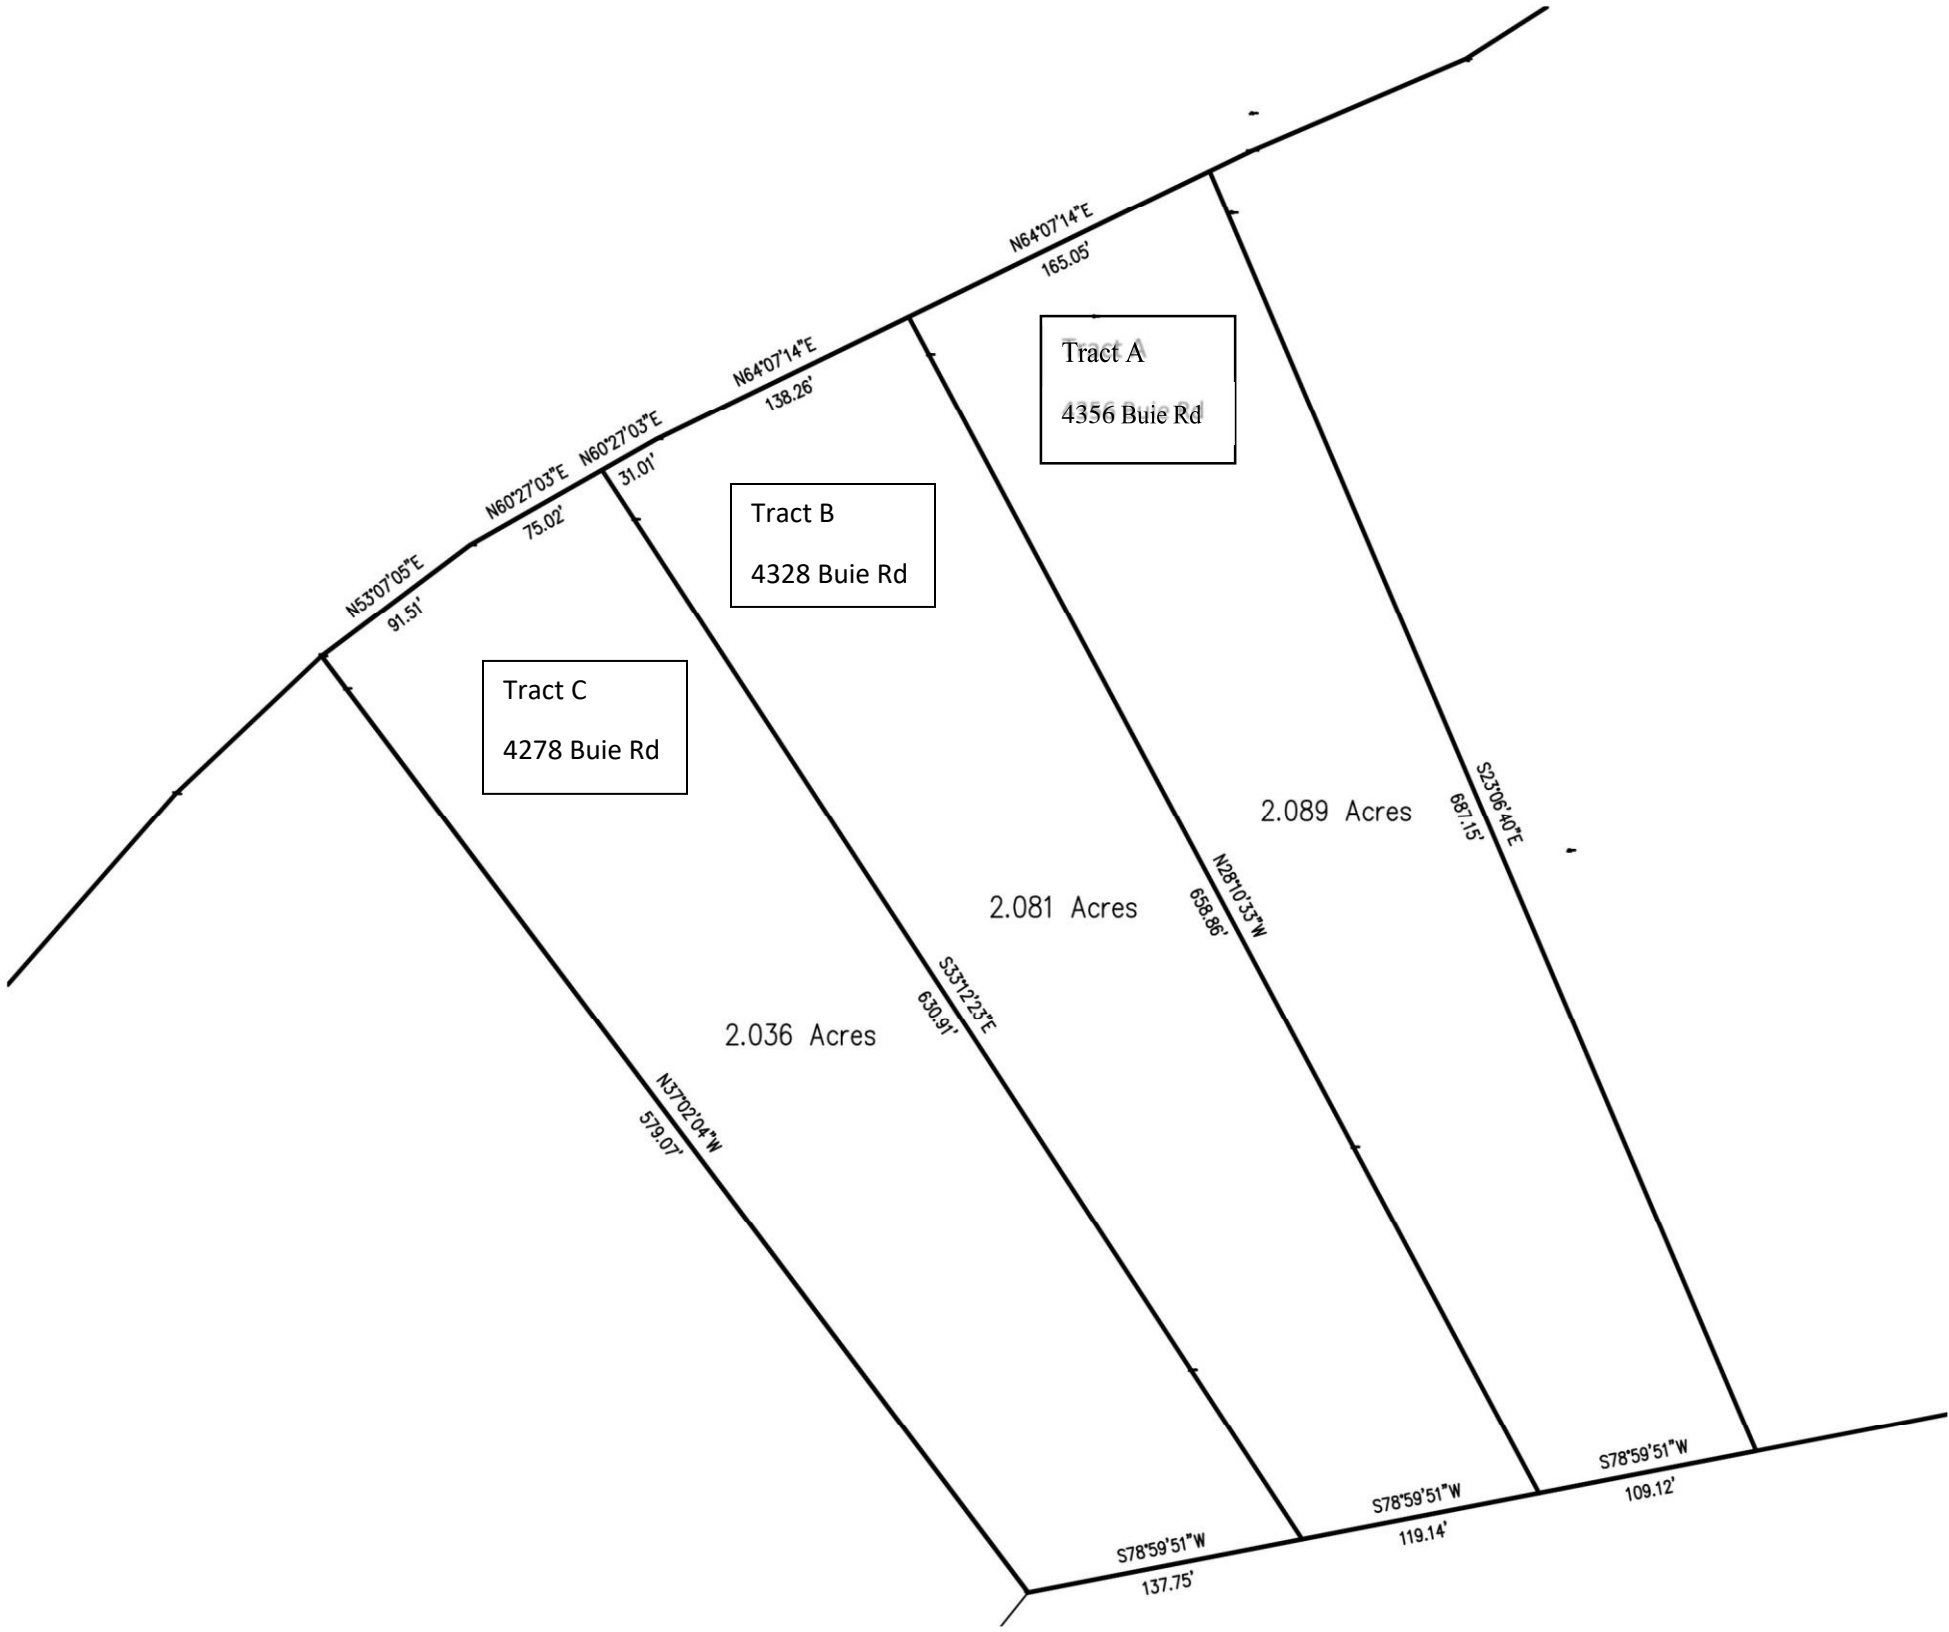 N64°07'14"E
165.05'
Tract A
4356 Buie Rd
N64°07'14"E
138.26'
N60°27'03"E
31.01'
N60°27'03"E
75.02'
Tract B
4328 Buie Rd
N53°07'05"E
91.51'
Tract C
4278 Buie Rd
2.089 Acres
S23°06'40"E
687.15'
2.081 Acres
N28°10'33"W
658.86'
2.036 Acres
S33°12'23"E
630.91'
N37°02'04"W
579.07'
S78°59'51"W
109.12'
S78°59'51"W
119.14'
S78°59'51"W
137.75'